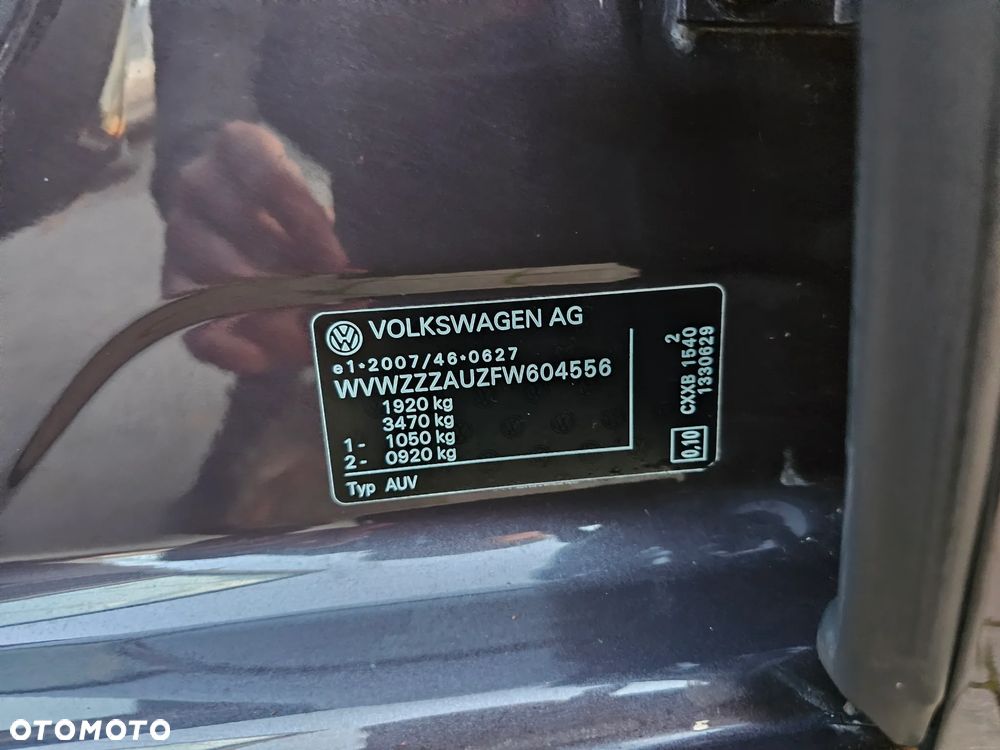 VOLKSWAGEN AG
e1*2007/46*0627
WVWZZZAUZFW604556
1920 kg
3470 kg
1- 1050 kg
2- 0920 kg
Typ AUV
2
CXXB 1540
1330629
0,10
OTOMOTO